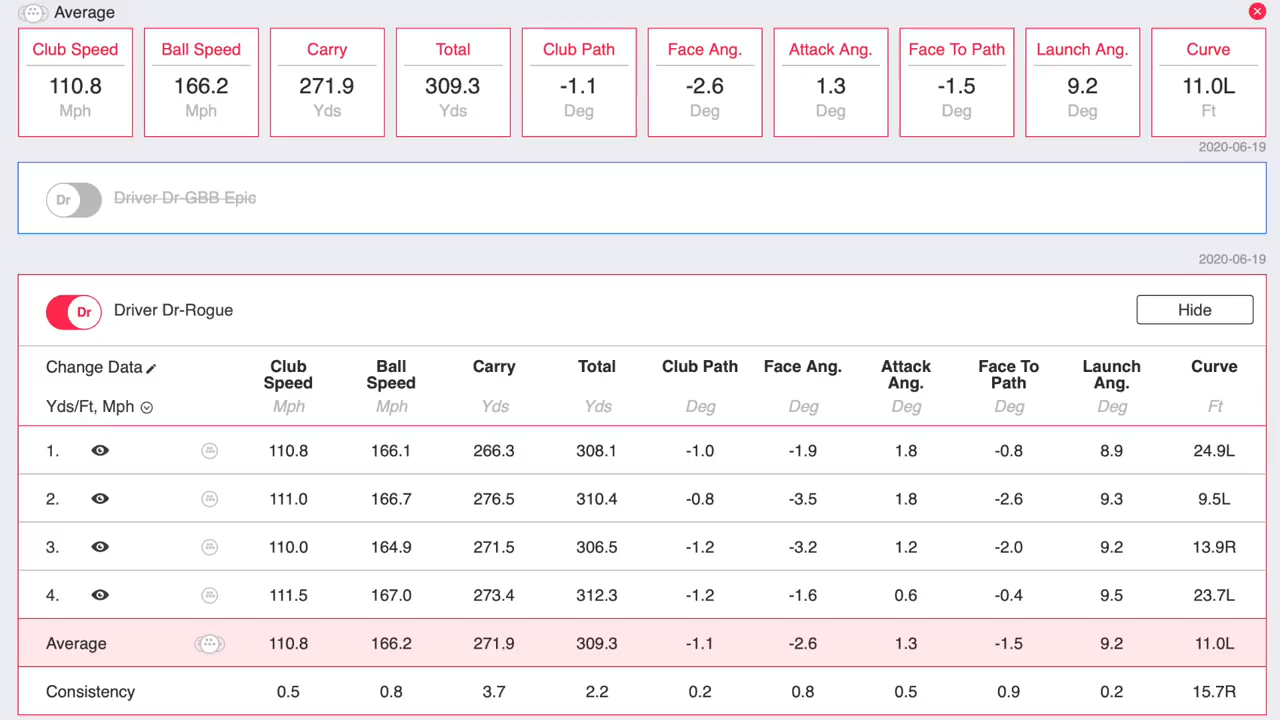 Average
Club Speed Ball Speed Carry Total Club Path Face Ang. Attack Ang. Face To Path Launch Ang. Curve
110.8 166.2 271.9 309.3 -1.1 -2.6 1.3 -1.5 9.2 11.0L
Mph Mph Yds Yds Deg Deg Deg Deg Deg Ft
2020-06-19
Dr Driver Dr-GBB Epic
2020-06-19
Dr Driver Dr-Rogue Hide
Change Data Club Speed Ball Speed Carry Total Club Path Face Ang. Attack Ang. Face To Path Launch Ang. Curve
Yds/Ft, Mph Mph Mph Yds Yds Deg Deg Deg Deg Deg Ft
1. 110.8 166.1 266.3 308.1 -1.0 -1.9 1.8 -0.8 8.9 24.9L
2. 111.0 166.7 276.5 310.4 -0.8 -3.5 1.8 -2.6 9.3 9.5L
3. 110.0 164.9 271.5 306.5 -1.2 -3.2 1.2 -2.0 9.2 13.9R
4. 111.5 167.0 273.4 312.3 -1.2 -1.6 0.6 -0.4 9.5 23.7L
Average 110.8 166.2 271.9 309.3 -1.1 -2.6 1.3 -1.5 9.2 11.0L
Consistency 0.5 0.8 3.7 2.2 0.2 0.8 0.5 0.9 0.2 15.7R